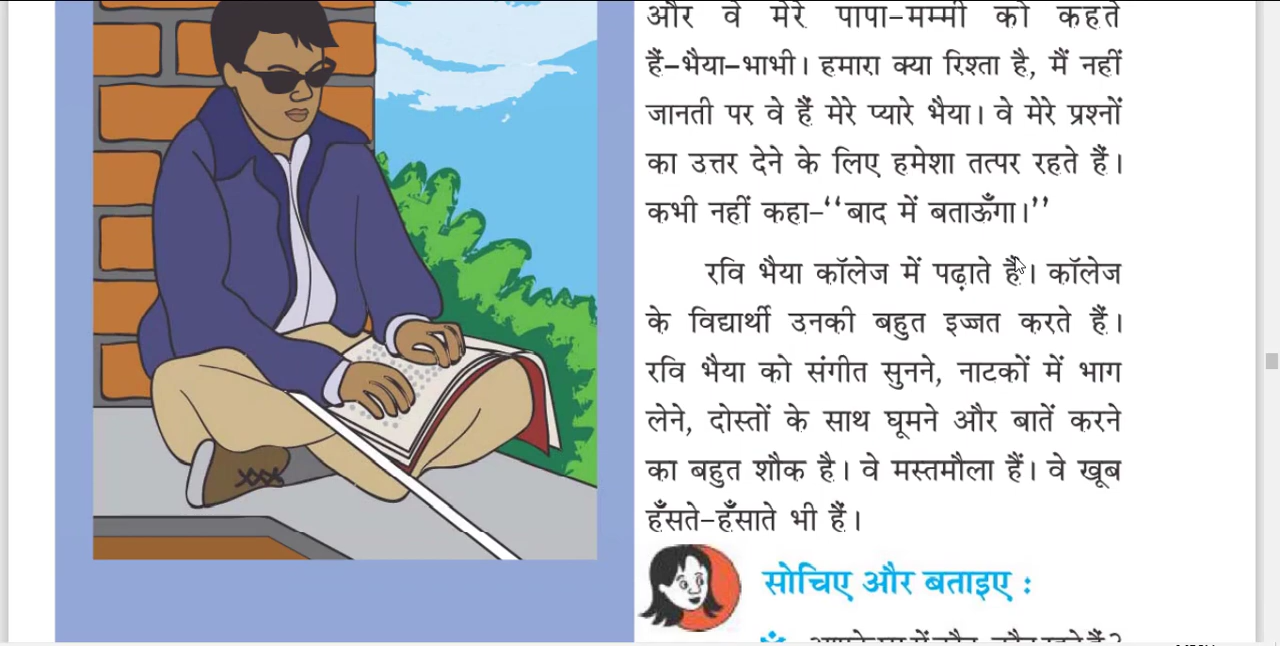 और वे मेरे पापा-मम्मी को कहते
हैं-भैया-भाभी। हमारा क्या रिश्ता है, मैं नहीं
जानती पर वे हैं मेरे प्यारे भैया। वे मेरे प्रश्नों
का उत्तर देने के लिए हमेशा तत्पर रहते हैं।
कभी नहीं कहा-‘‘बाद में बताऊँगा।’’
रवि भैया कॉलेज में पढ़ाते हैं। कॉलेज
के विद्यार्थी उनकी बहुत इज्जत करते हैं।
रवि भैया को संगीत सुनने, नाटकों में भाग
लेने, दोस्तों के साथ घूमने और बातें करने
का बहुत शौक है। वे मस्तमौला हैं। वे खूब
हँसते-हँसाते भी हैं।
सोचिए और बताइए :